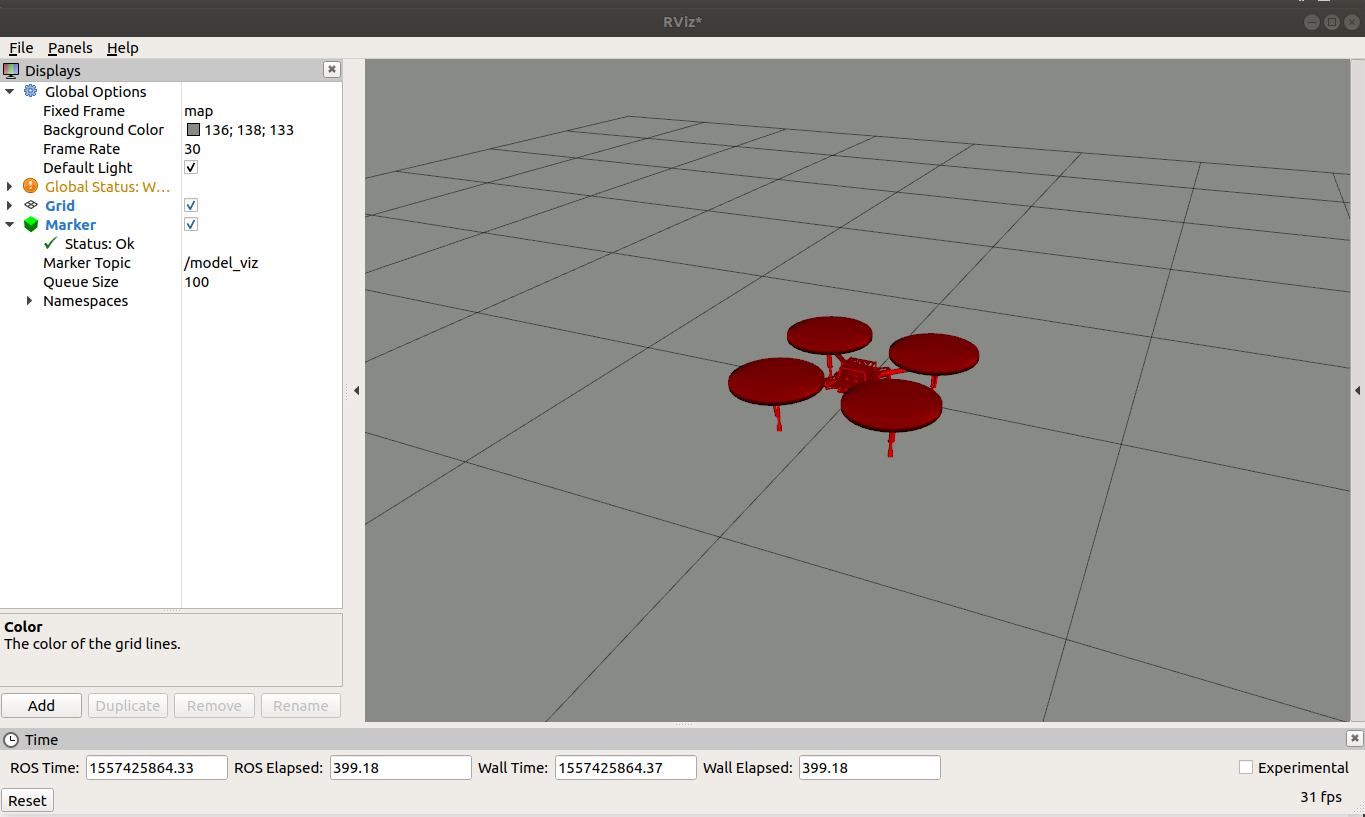 RViz*
File Panels Help
Displays
Global Options
Fixed Frame map
Background Color 136; 138; 133
Frame Rate 30
Default Light
Global Status: W...
Grid
Marker
Status: Ok
Marker Topic /model_viz
Queue Size 100
Namespaces
Color
The color of the grid lines.
Add Duplicate Remove Rename
Time
ROS Time: 1557425864.33 ROS Elapsed: 399.18 Wall Time: 1557425864.37 Wall Elapsed: 399.18 Experimental
Reset 31 fps